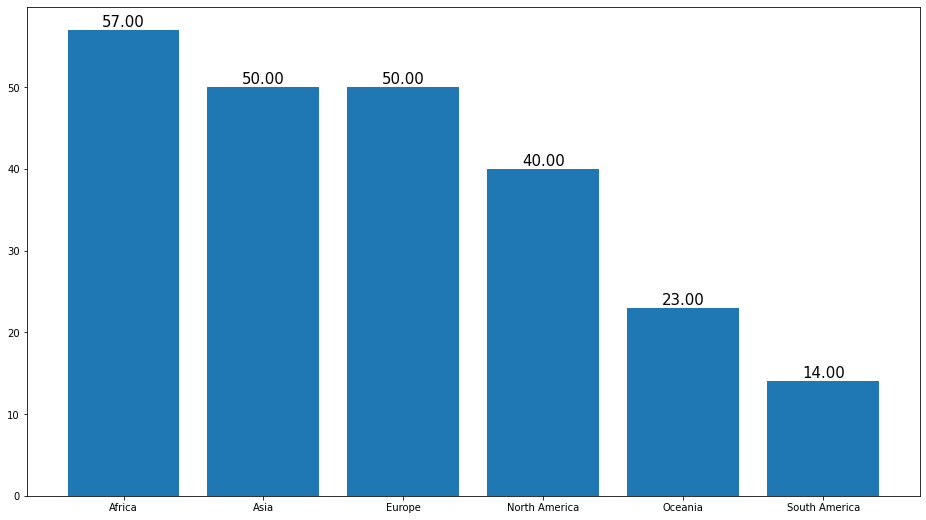 57.00
50.00
50.00
40.00
23.00
14.00
50
40
30
20
10
0
Africa
Asia
Europe
North America
Oceania
South America